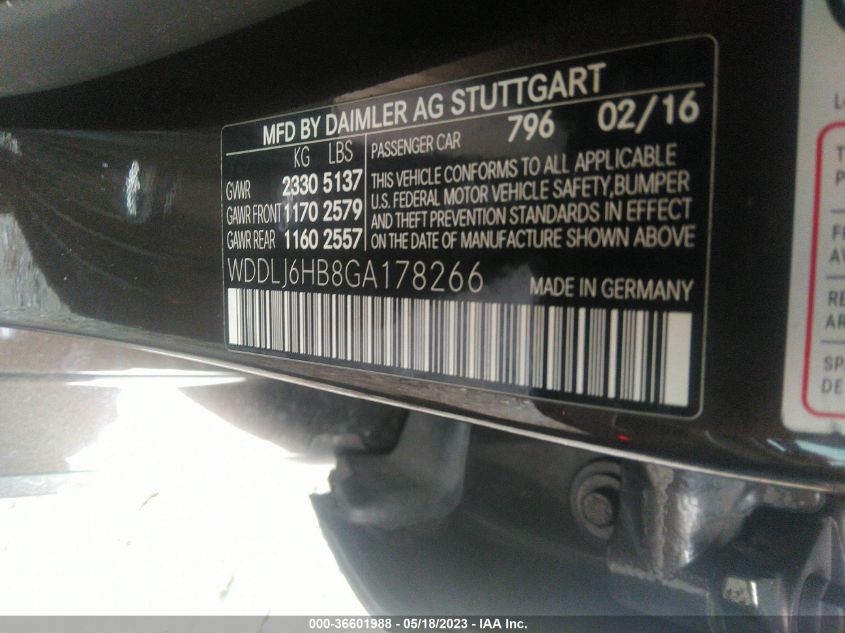 MFD BY DAIMLER AG STUTTGART
KG LBS PASSENGER CAR 796 02/16
GVWR 2330 5137
GAWR FRONT 1170 2579
GAWR REAR 1160 2557
THIS VEHICLE CONFORMS TO ALL APPLICABLE
U.S. FEDERAL MOTOR VEHICLE SAFETY, BUMPER
AND THEFT PREVENTION STANDARDS IN EFFECT
ON THE DATE OF MANUFACTURE SHOWN ABOVE
WDDLJ6HB8GA178266 MADE IN GERMANY
000-36601988 — 05/18/2023 — IAA Inc.